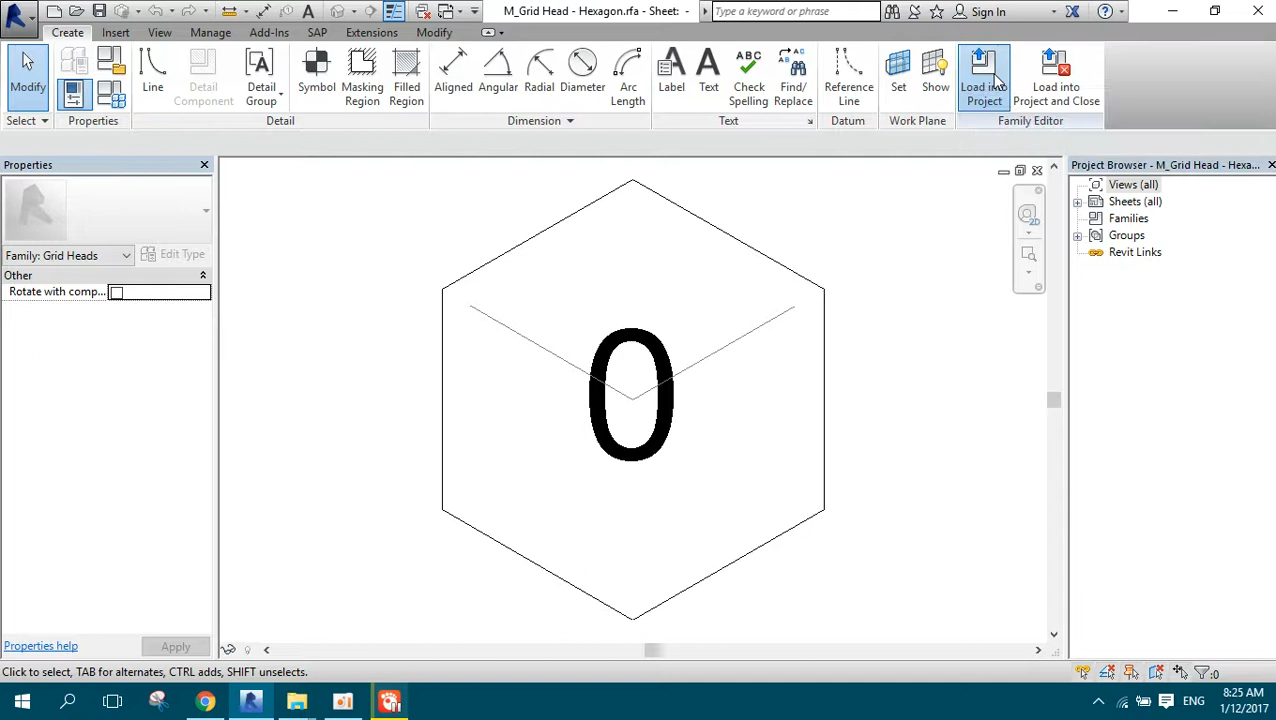 M_Grid Head - Hexagon.rfa - Sheet: -
Type a keyword or phrase
Sign In
Create Insert View Manage Add-Ins SAP Extensions Modify
Modify
Line
Detail Component
Detail Group
Symbol
Masking Region
Filled Region
Aligned
Angular
Radial
Diameter
Arc Length
ABC
Label
Text
Check Spelling
Find/ Replace
Reference Line
Set
Show
Project
Load into Project and Close
Select
Properties
Detail
Dimension
Text
Datum
Work Plane
Family Editor
Properties
Family: Grid Heads
Edit Type
Other
Rotate with comp...
Properties help
Apply
0
2D
Project Browser - M_Grid Head - Hexa...
Views (all)
Sheets (all)
Families
Groups
Revit Links
Click to select, TAB for alternates, CTRL adds, SHIFT unselects.
:0
ENG
8:25 AM
1/12/2017